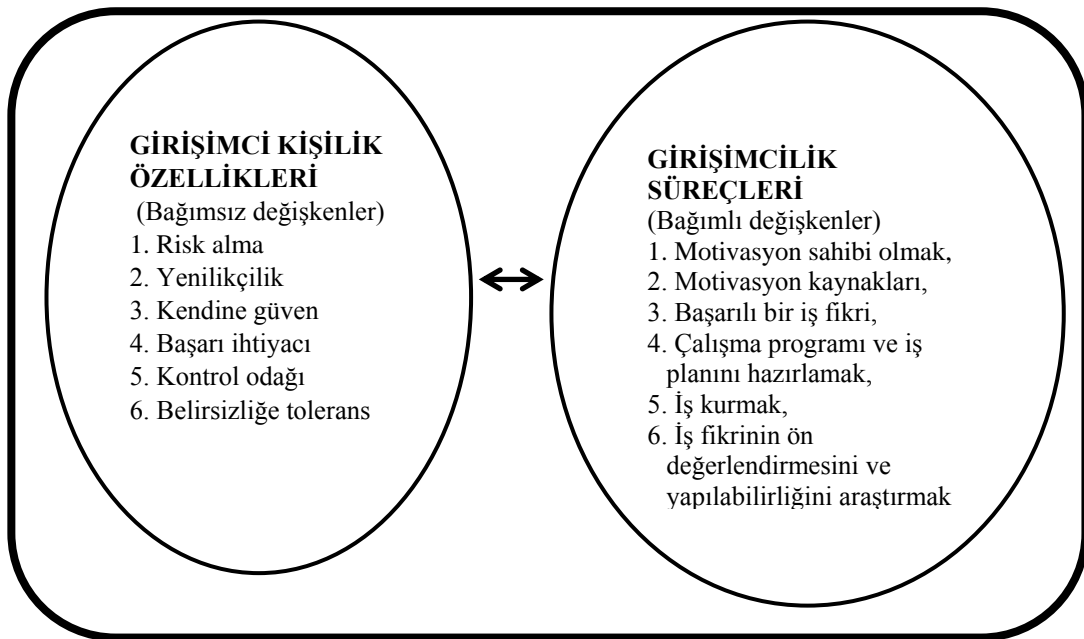 GİRİŞİMCİ KİŞİLİK
ÖZELLİKLERİ
(Bağımsız değişkenler)
1. Risk alma
2. Yenilikçilik
3. Kendine güven
4. Başarı ihtiyacı
5. Kontrol odağı
6. Belirsizliğe tolerans
GİRİŞİMCİLİK
SÜREÇLERİ
(Bağımlı değişkenler)
1. Motivasyon sahibi olmak,
2. Motivasyon kaynakları,
3. Başarılı bir iş fikri,
4. Çalışma programı ve iş
planını hazırlamak,
5. İş kurmak,
6. İş fikrinin ön
değerlendirmesini ve
yapılabilirliğini araştırmak